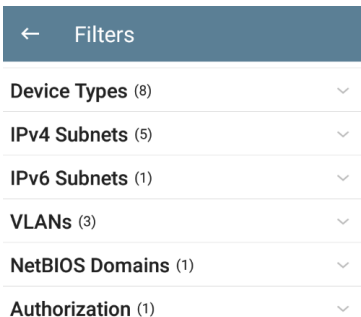 Filters
Device Types (8)
IPv4 Subnets (5)
IPv6 Subnets (1)
VLANs (3)
NetBIOS Domains (1)
Authorization (1)